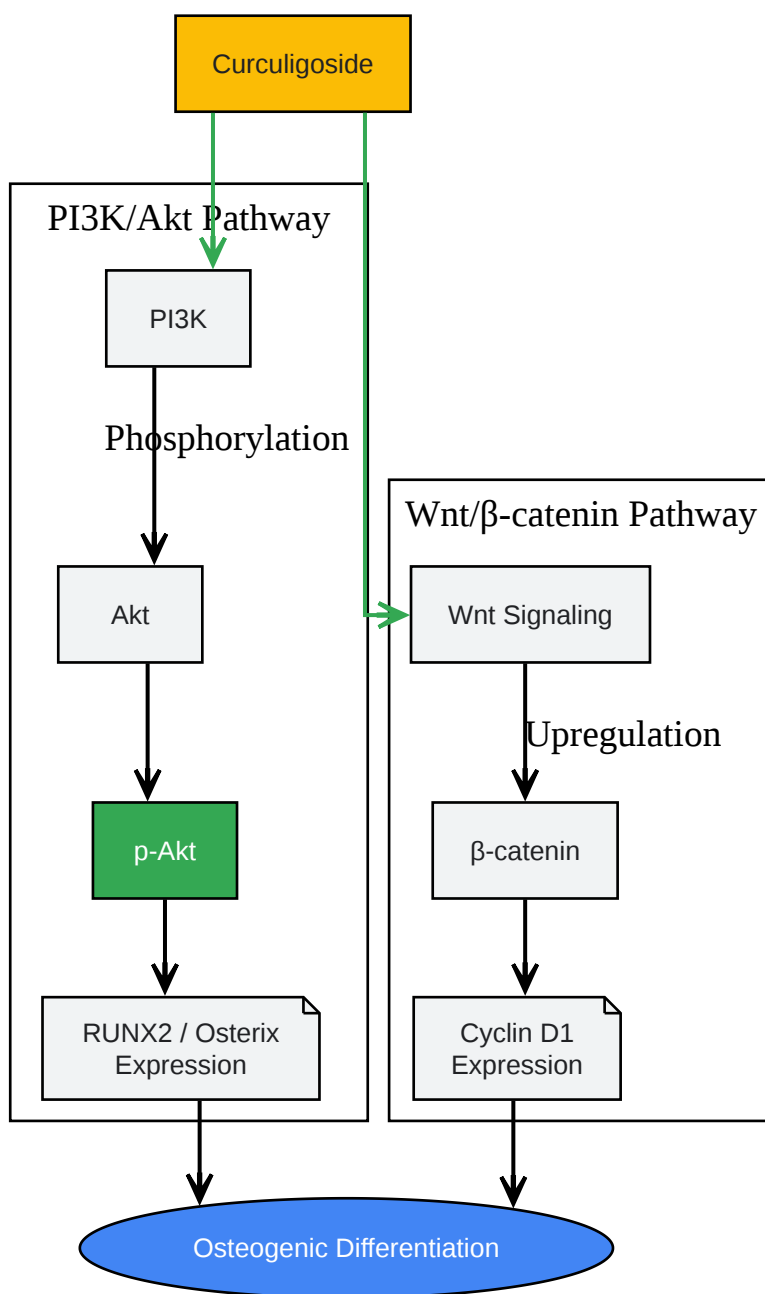 Curculigoside
PI3K/Akt Pathway
PI3K
Phosphorylation
Akt
p-Akt
RUNX2 / Osterix
Expression
Wnt/β-catenin Pathway
Wnt Signaling
Upregulation
β-catenin
Cyclin D1
Expression
Osteogenic Differentiation